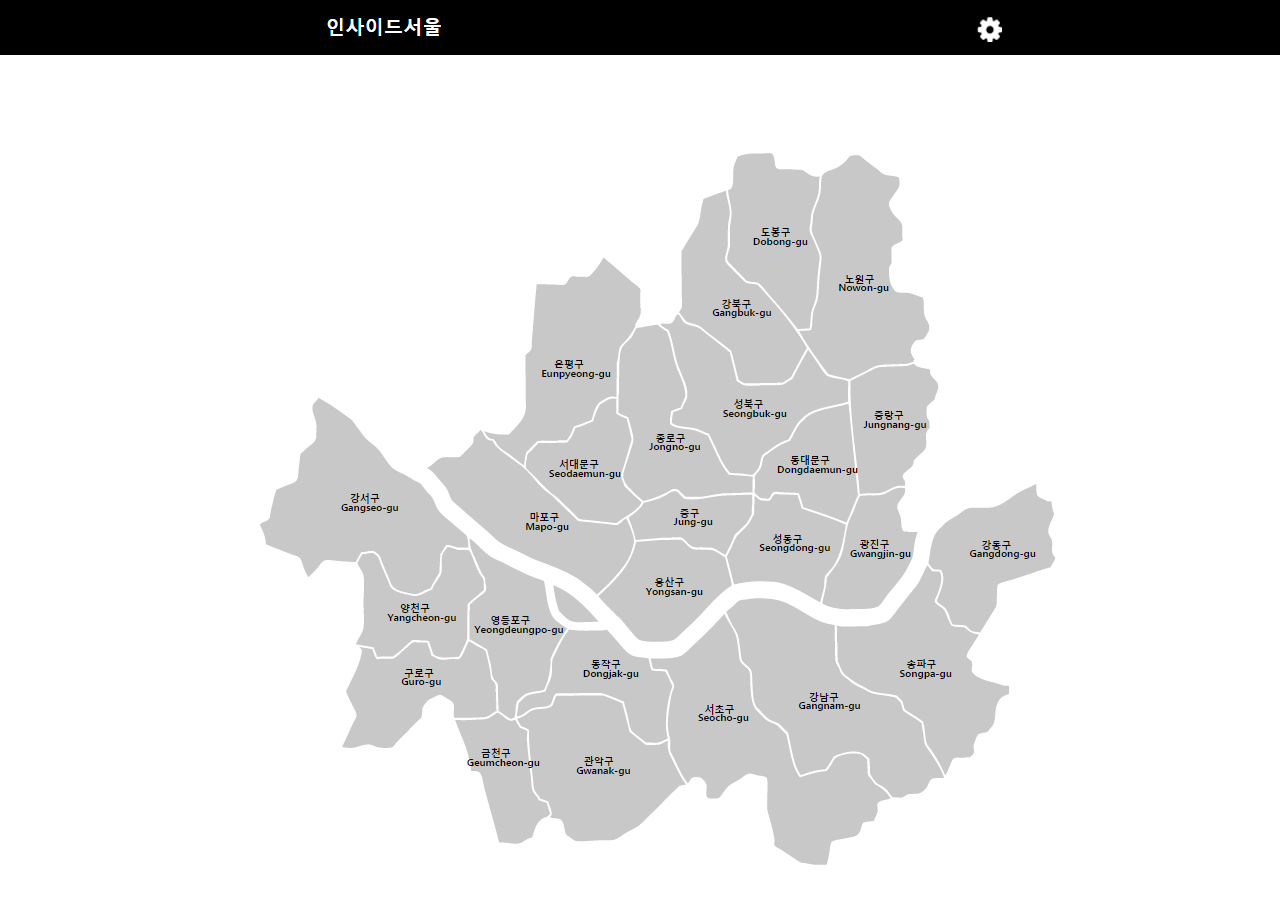 인사이드서울
도봉구
Dobong-gu
노원구
Nowon-gu
강북구
Gangbuk-gu
은평구
Eunpyeong-gu
성북구
Seongbuk-gu
중랑구
Jungnang-gu
종로구
Jongno-gu
서대문구
Seodaemun-gu
동대문구
Dongdaemun-gu
강서구
Gangseo-gu
마포구
Mapo-gu
중구
Jung-gu
성동구
Seongdong-gu
광진구
Gwangjin-gu
강동구
Gangdong-gu
용산구
Yongsan-gu
양천구
Yangcheon-gu
영등포구
Yeongdeungpo-gu
동작구
Dongjak-gu
송파구
Songpa-gu
구로구
Guro-gu
서초구
Seocho-gu
강남구
Gangnam-gu
금천구
Geumcheon-gu
관악구
Gwanak-gu